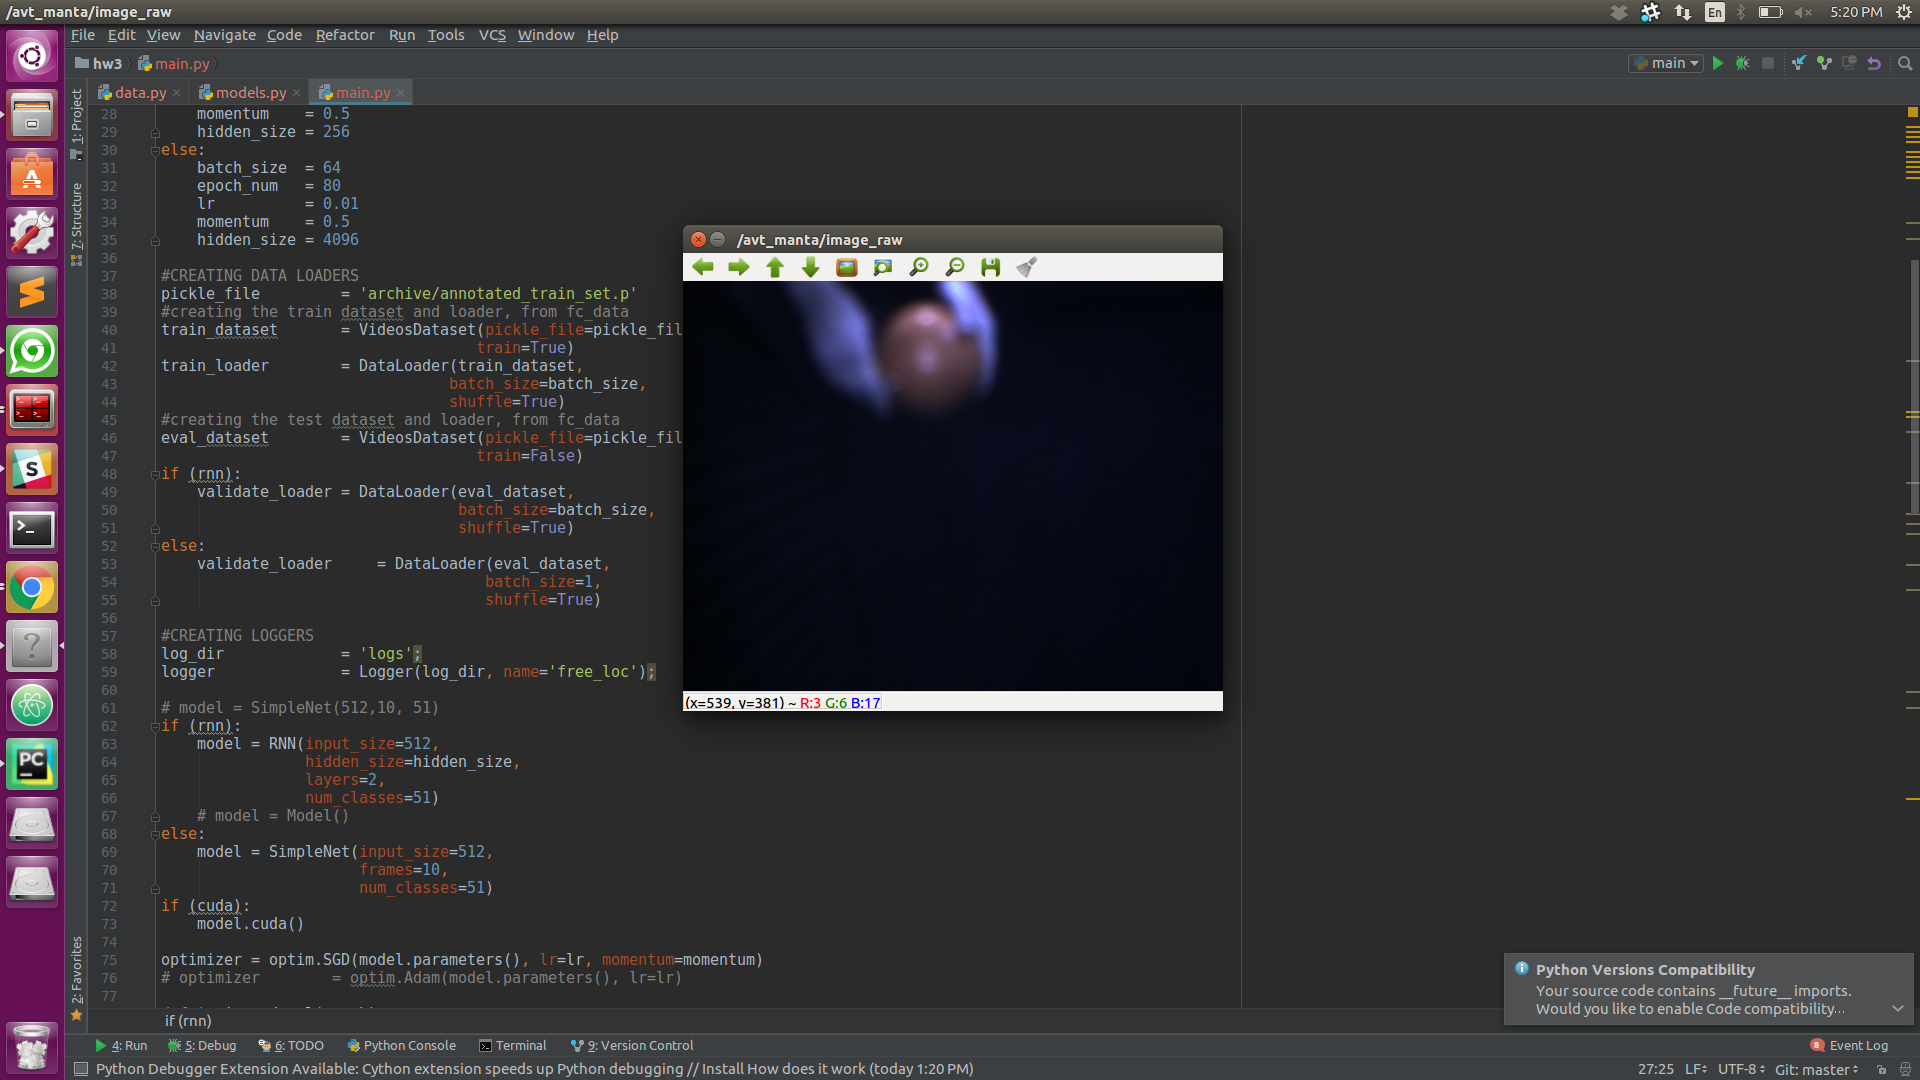 /avt_manta/image_raw
En
5:20 PM
File Edit View Navigate Code Refactor Run Tools VCS Window Help
hw3 main.py
main
data.py models.py main.py
1: Project
7: Structure
2: Favorites
28 momentum = 0.5
29 hidden_size = 256
30 else:
31 batch_size = 64
32 epoch_num = 80
33 lr = 0.01
34 momentum = 0.5
35 hidden_size = 4096
36
37 #CREATING DATA LOADERS
38 pickle_file = 'archive/annotated_train_set.p'
39 #creating the train dataset and loader, from fc_data
40 train_dataset = VideosDataset(pickle_file=pickle_fil
41 train=True)
42 train_loader = DataLoader(train_dataset,
43 batch_size=batch_size,
44 shuffle=True)
45 #creating the test dataset and loader, from fc_data
46 eval_dataset = VideosDataset(pickle_file=pickle_fil
47 train=False)
48 if (rnn):
49 validate_loader = DataLoader(eval_dataset,
50 batch_size=batch_size,
51 shuffle=True)
52 else:
53 validate_loader = DataLoader(eval_dataset,
54 batch_size=1,
55 shuffle=True)
56
57 #CREATING LOGGERS
58 log_dir = 'logs';
59 logger = Logger(log_dir, name='free_loc');
60
61 # model = SimpleNet(512,10, 51)
62 if (rnn):
63 model = RNN(input_size=512,
64 hidden_size=hidden_size,
65 layers=2,
66 num_classes=51)
67 # model = Model()
68 else:
69 model = SimpleNet(input_size=512,
70 frames=10,
71 num_classes=51)
72 if (cuda):
73 model.cuda()
74
75 optimizer = optim.SGD(model.parameters(), lr=lr, momentum=momentum)
76 # optimizer = optim.Adam(model.parameters(), lr=lr)
77
/avt_manta/image_raw
(x=539, y=381) ~ R:3 G:6 B:17
S
PC
Python Versions Compatibility
Your source code contains __future__ imports.
Would you like to enable Code compatibility...
if (rnn)
4: Run 5: Debug 6: TODO Python Console Terminal 9: Version Control
8 Event Log
Python Debugger Extension Available: Cython extension speeds up Python debugging // Install How does it work (today 1:20 PM)
27:25 LF UTF-8 Git: master